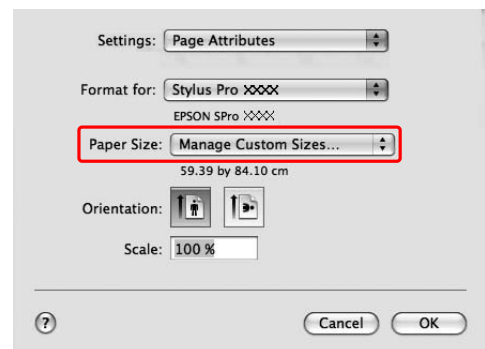 Settings: Page Attributes
Format for: Stylus Pro XXXX
EPSON SPro XXXX
Paper Size: Manage Custom Sizes...
59.39 by 84.10 cm
Orientation:
Scale: 100 %
? Cancel OK